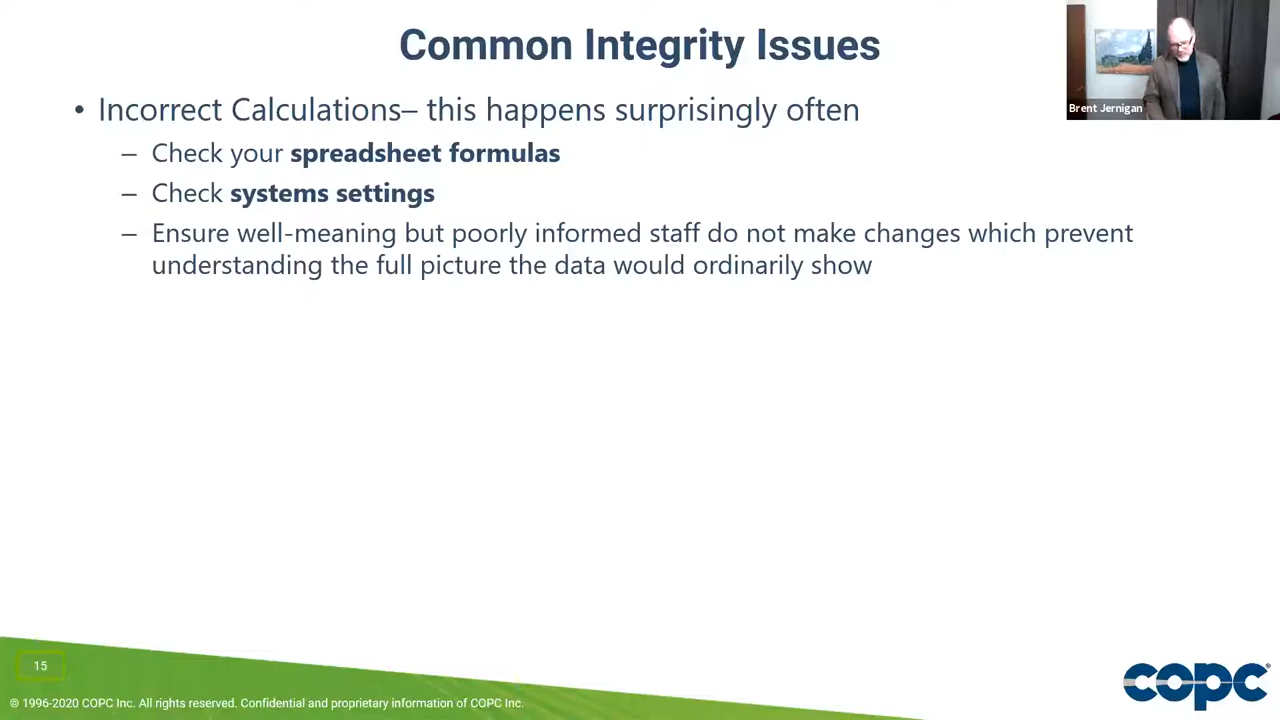 Common Integrity Issues
Brent Jernigan
• Incorrect Calculations– this happens surprisingly often
– Check your spreadsheet formulas
– Check systems settings
– Ensure well-meaning but poorly informed staff do not make changes which prevent
understanding the full picture the data would ordinarily show
15
© 1996-2020 COPC Inc. All rights reserved. Confidential and proprietary information of COPC Inc.
copc®